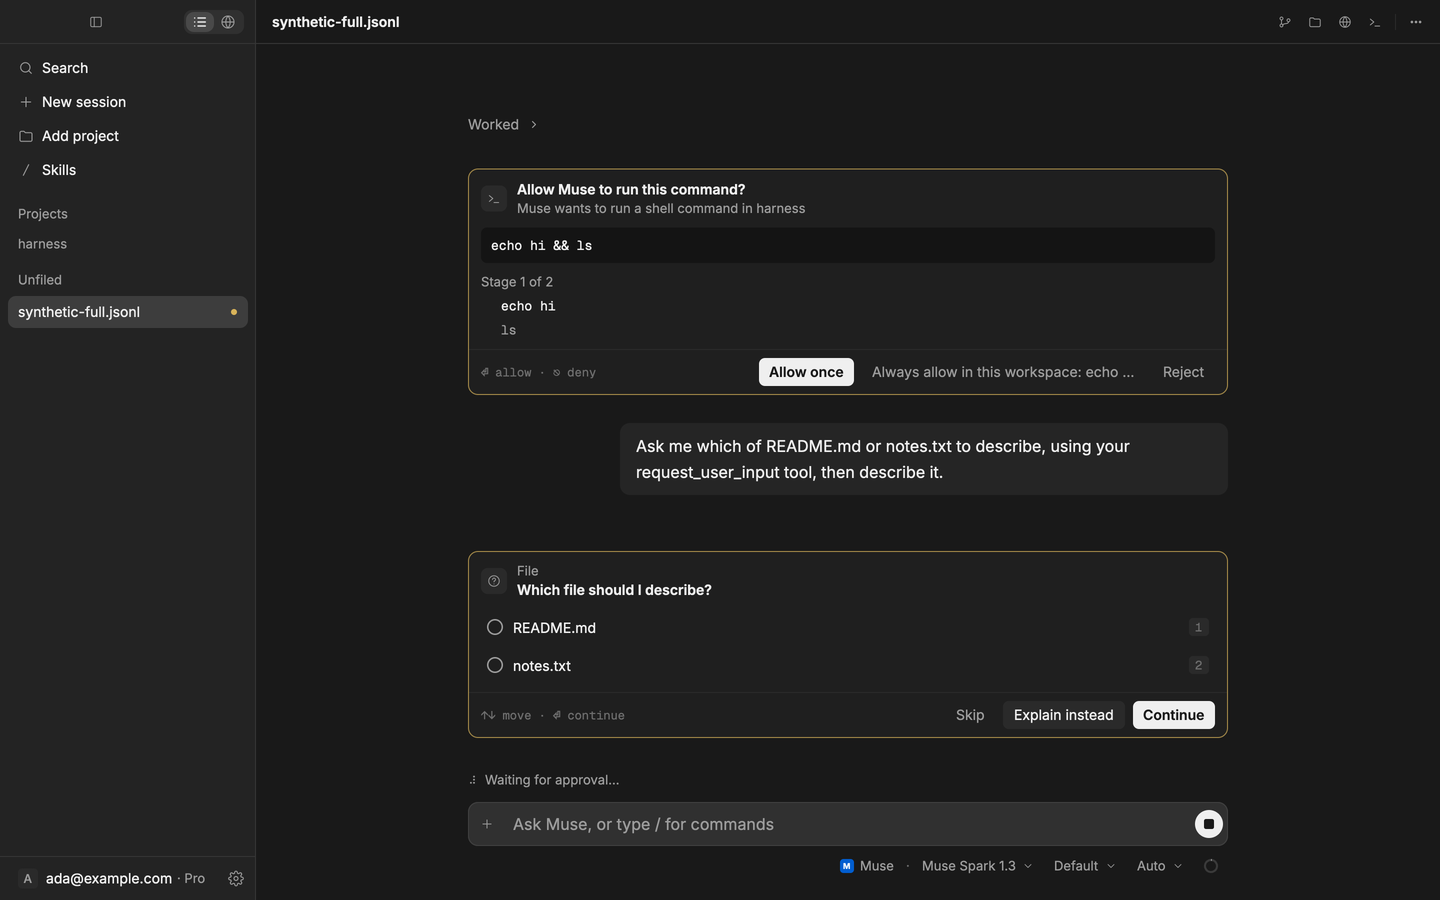 synthetic-full.jsonl
Search
New session
Add project
Skills
Projects
harness
Unfiled
synthetic-full.jsonl
A ada@example.com · Pro
Worked
Allow Muse to run this command?
Muse wants to run a shell command in harness
echo hi && ls
Stage 1 of 2
echo hi
ls
allow · deny
Allow once
Always allow in this workspace: echo ...
Reject
Ask me which of README.md or notes.txt to describe, using your
request_user_input tool, then describe it.
File
Which file should I describe?
README.md 1
notes.txt 2
move · continue
Skip
Explain instead
Continue
Waiting for approval...
Ask Muse, or type / for commands
M Muse · Muse Spark 1.3 Default Auto